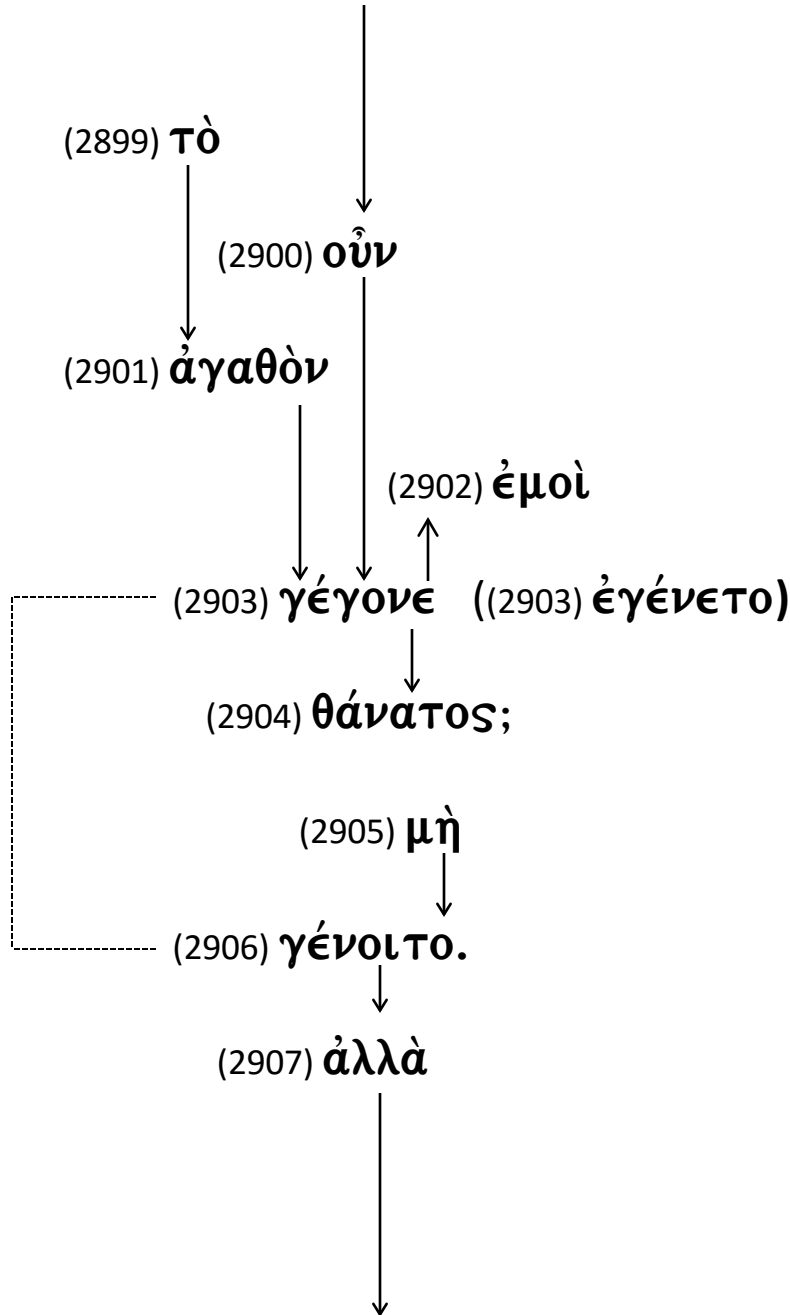 (2899) τὸ
(2900) οὖν
(2901) ἀγαθὸν
(2902) ἐμοὶ
(2903) γέγονε ((2903) ἐγένετο)
(2904) θάνατος;
(2905) μὴ
(2906) γένοιτο.
(2907) ἀλλὰ